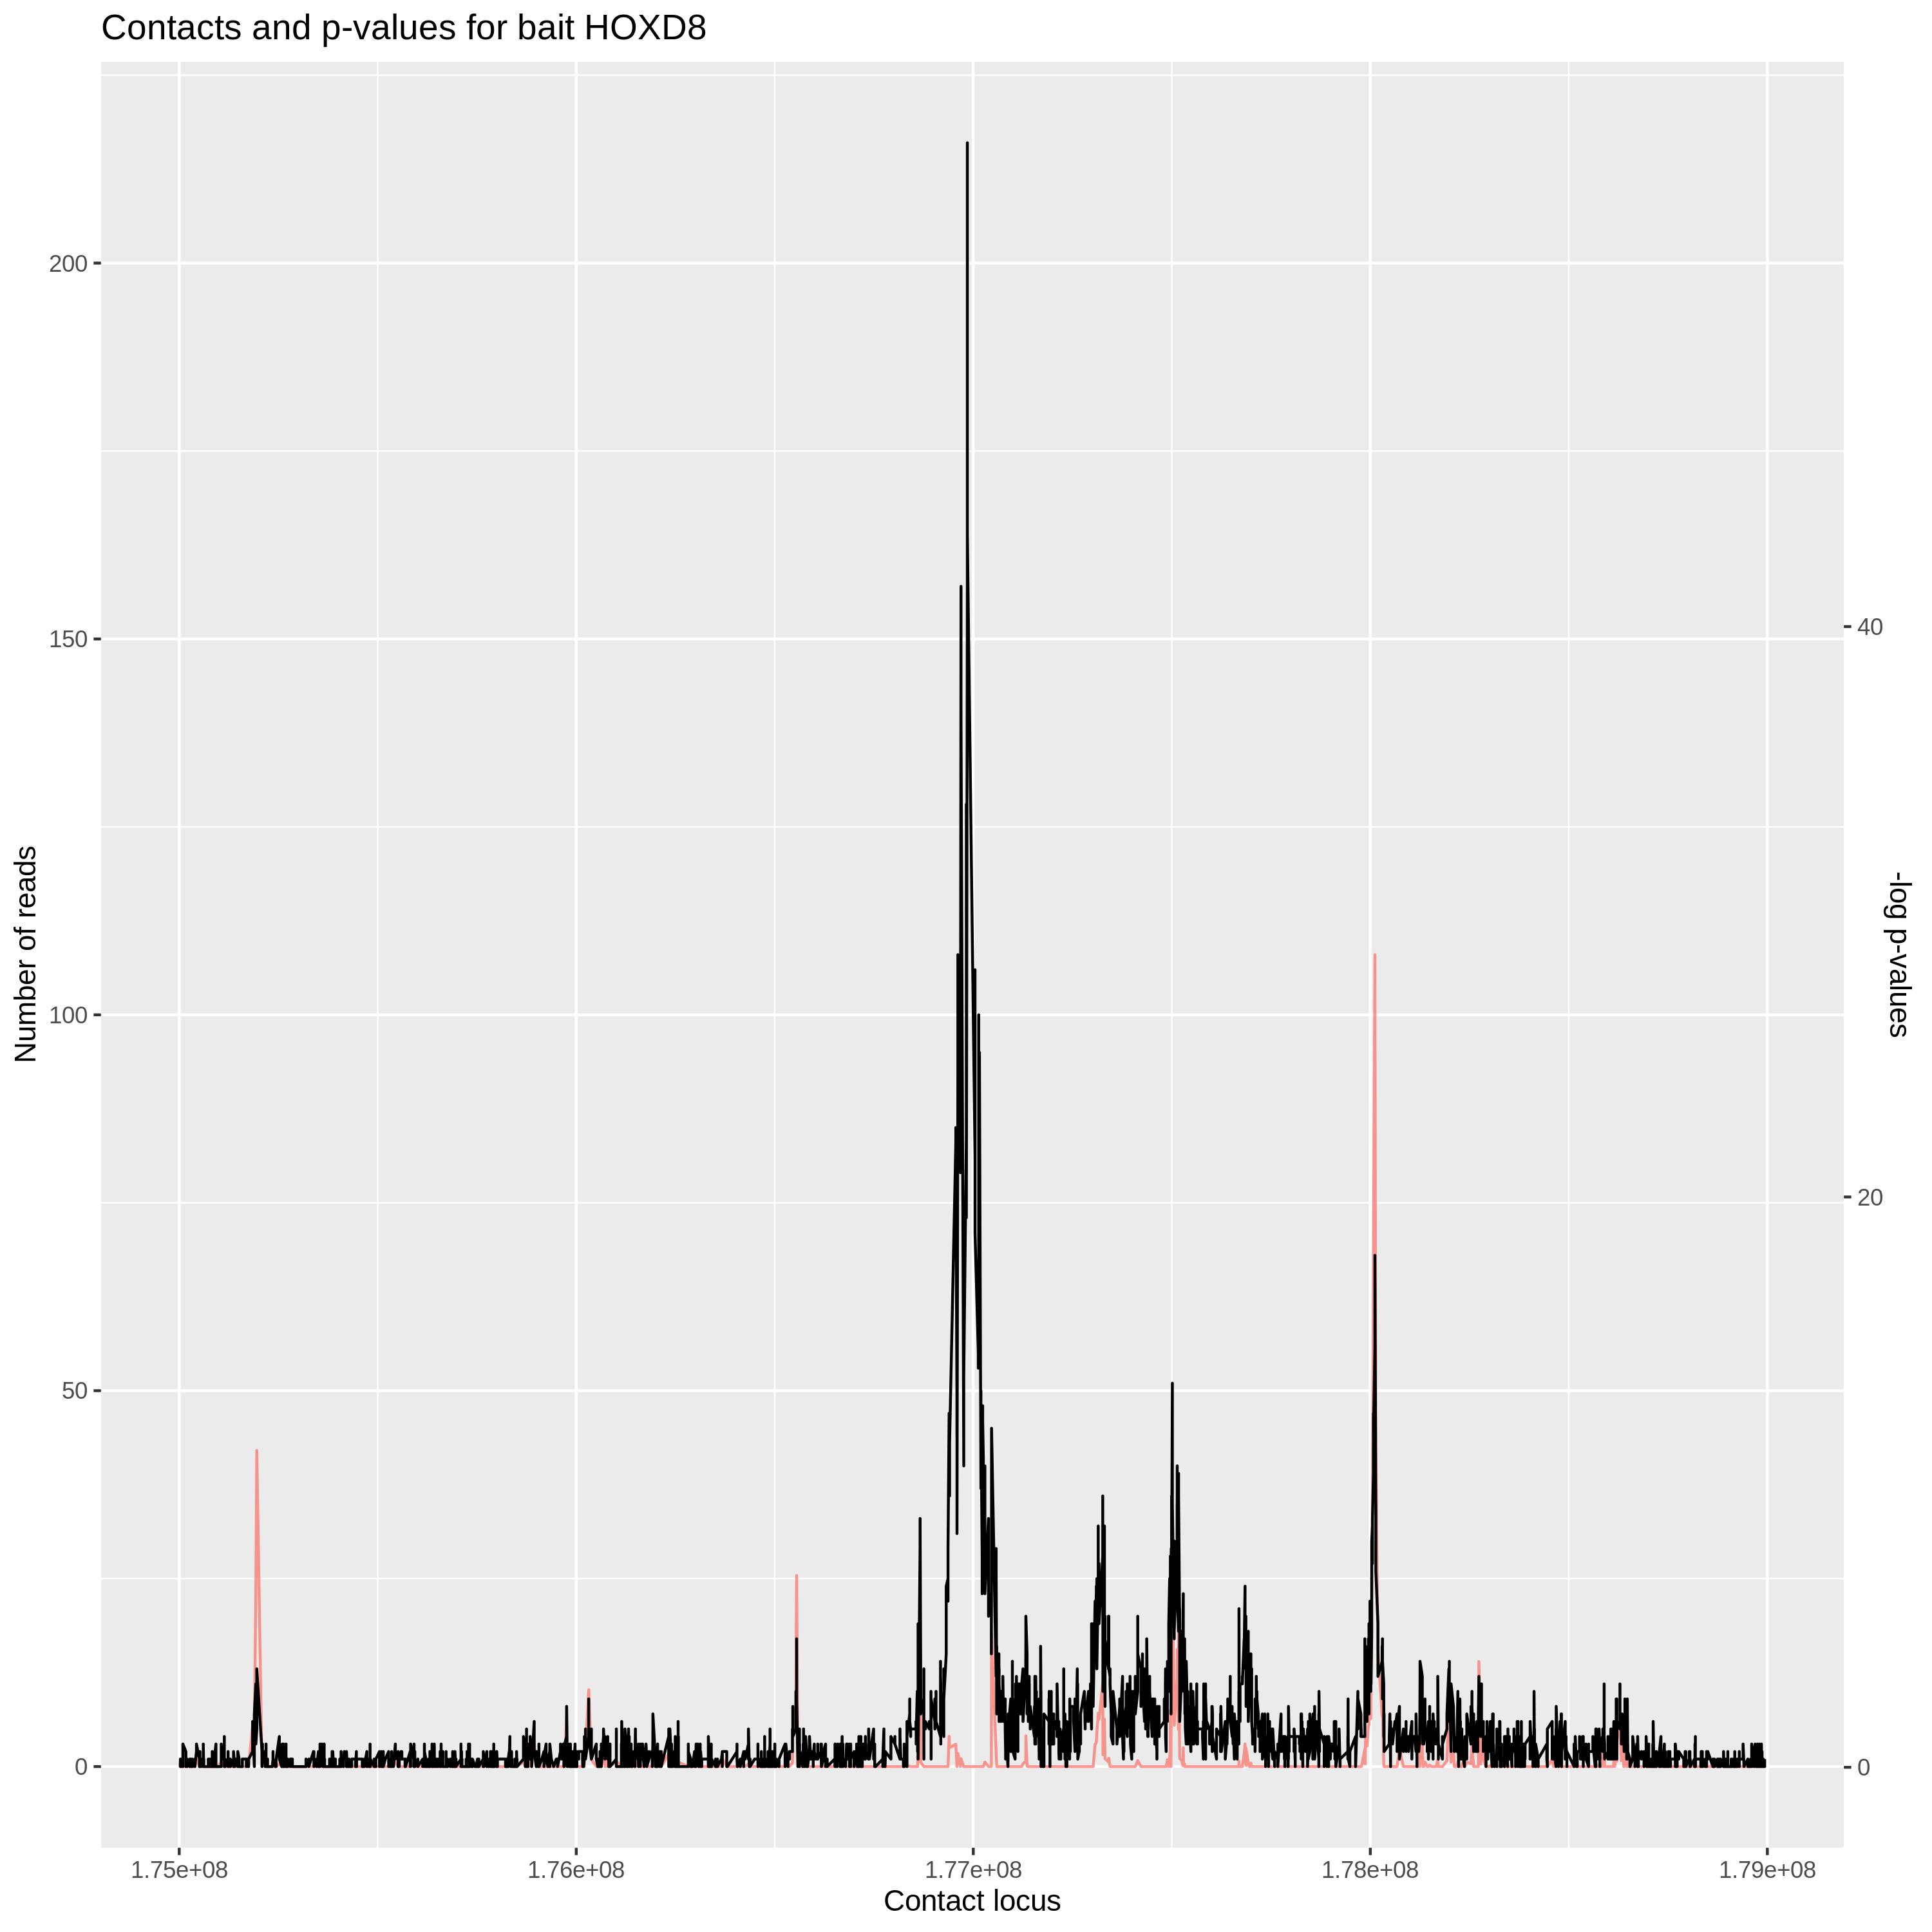 Contacts and p-values for bait HOXD8
Number of reads
200
150
100
50
0
40
20
0
-log p-values
1.75e+08 1.76e+08 1.77e+08 1.78e+08 1.79e+08
Contact locus